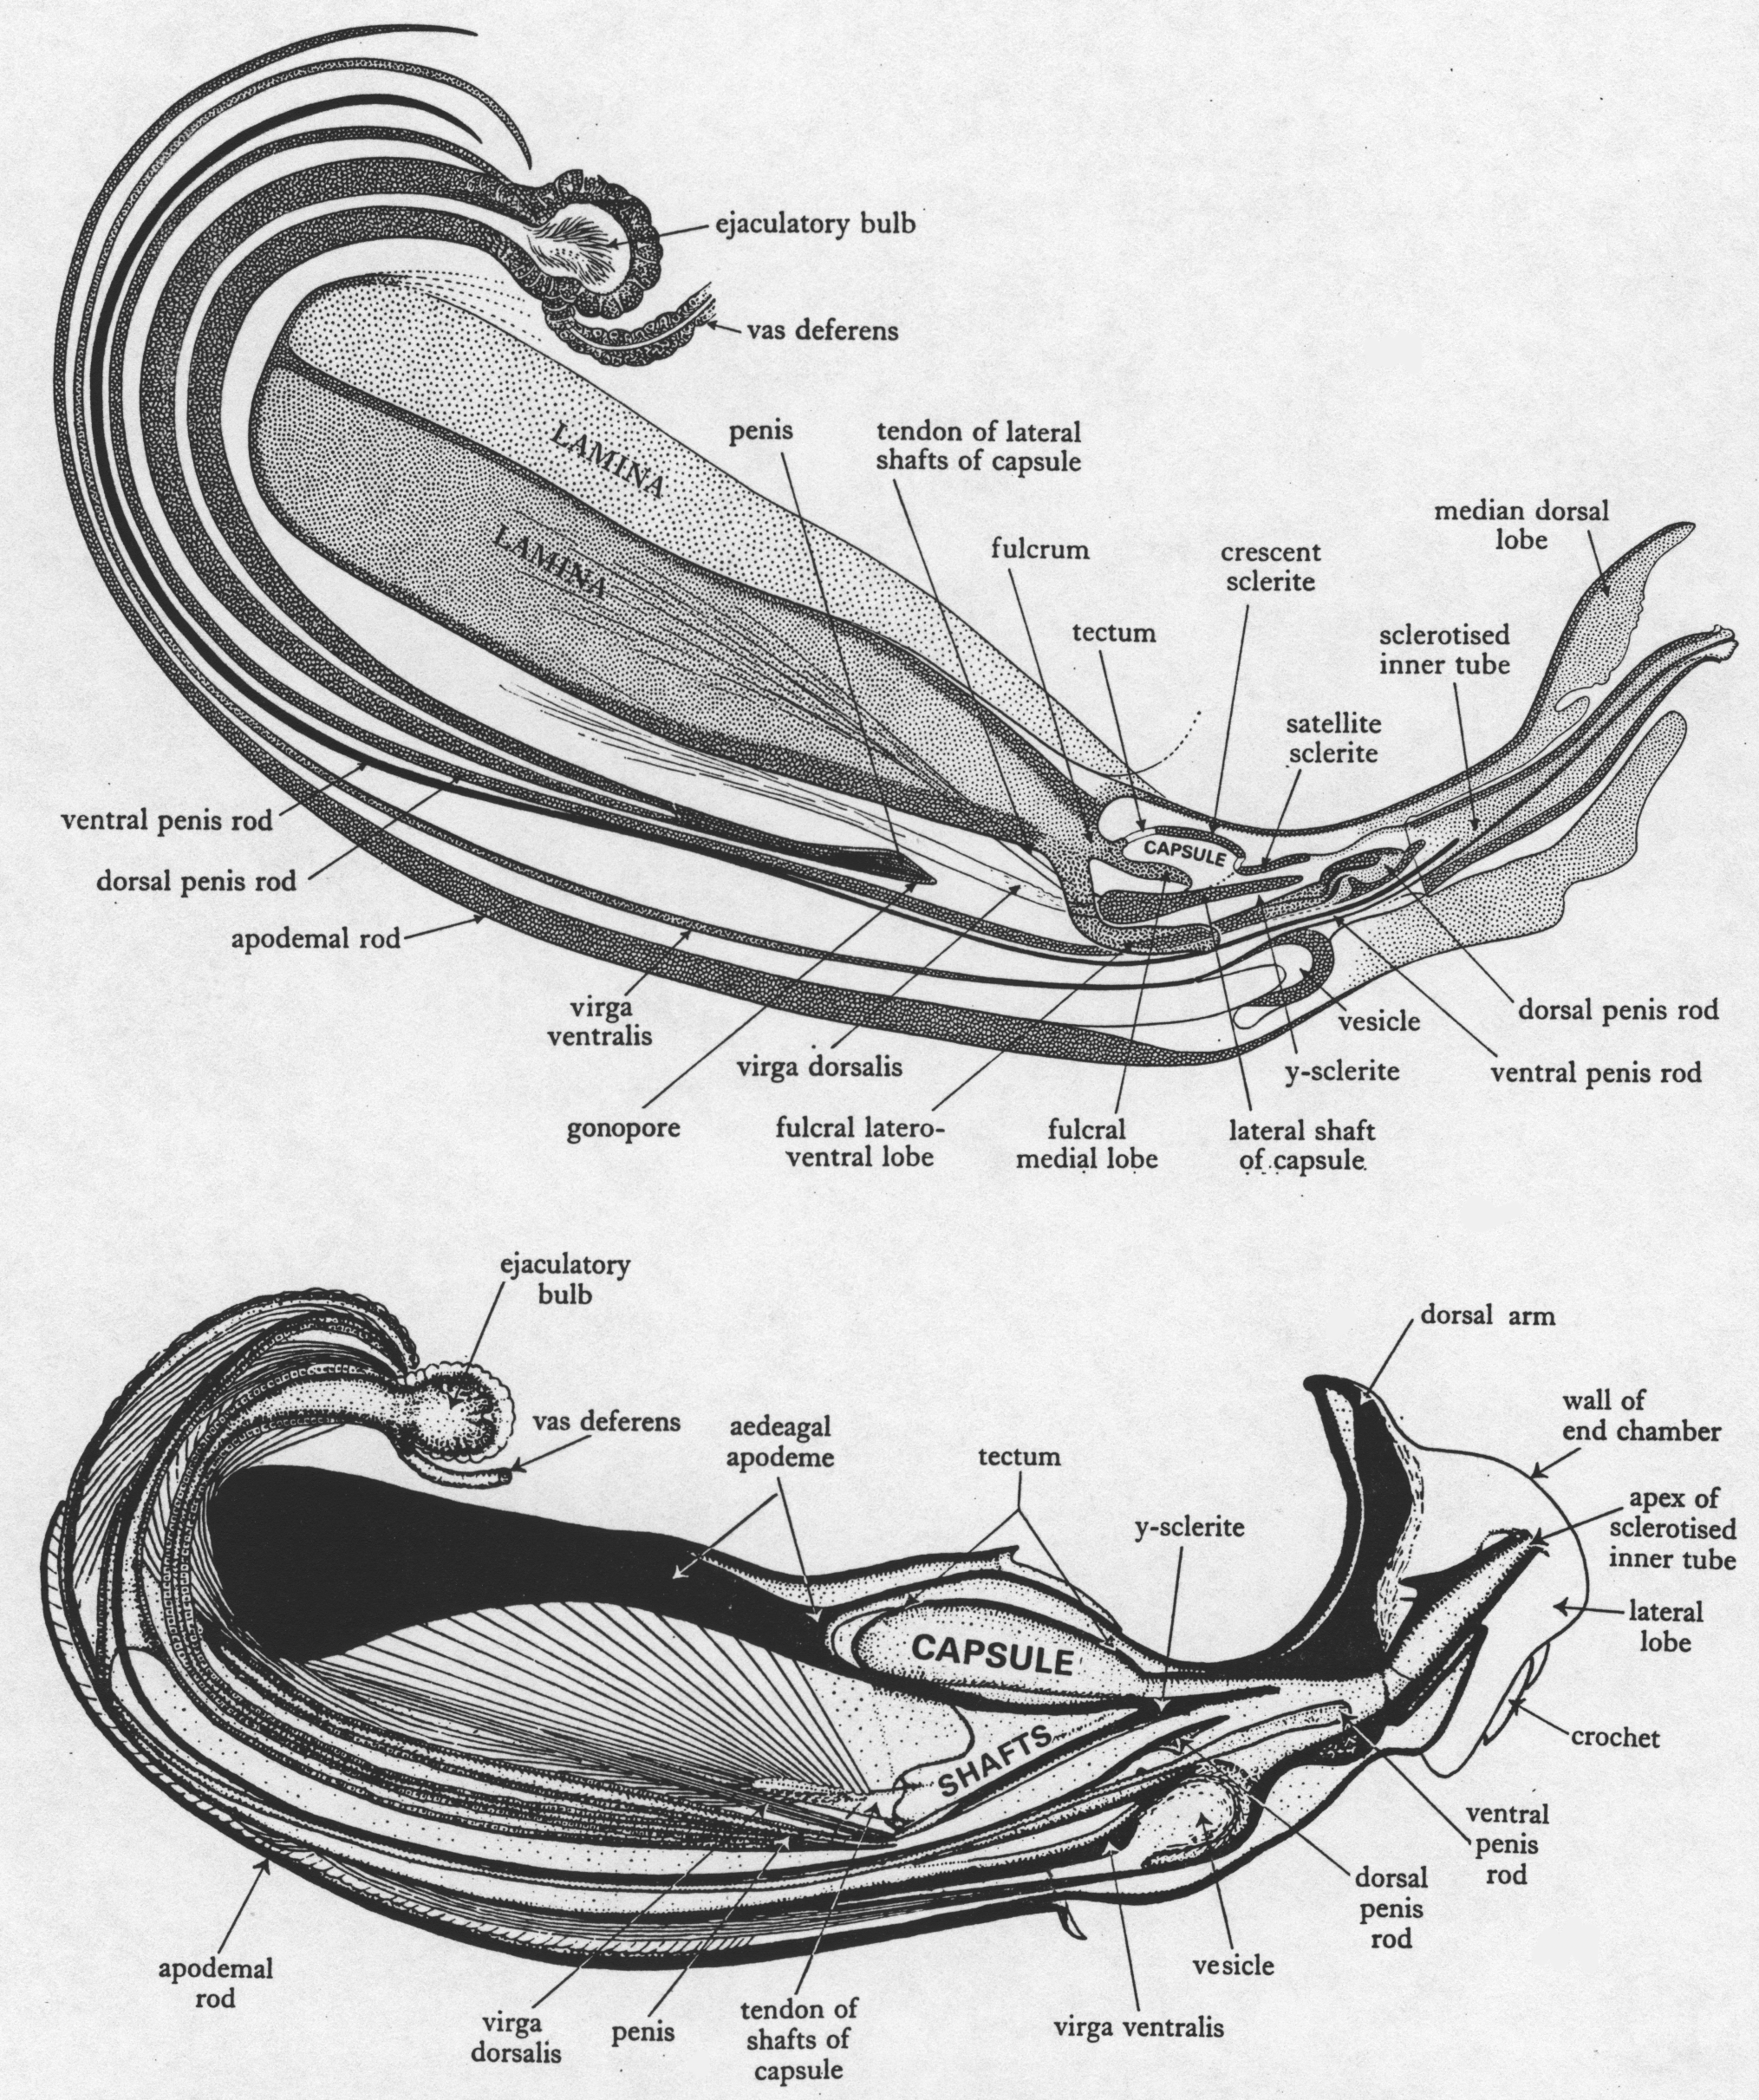 ejaculatory bulb
vas deferens
LAMINA
LAMINA
penis
tendon of lateral
shafts of capsule
fulcrum
tectum
crescent
sclerite
median dorsal
lobe
sclerotised
inner tube
satellite
sclerite
CAPSULE
ventral penis rod
dorsal penis rod
apodemal rod
virga
ventralis
virga dorsalis
gonopore
fulcral latero-
ventral lobe
fulcral
medial lobe
lateral shaft
of capsule
y-sclerite
vesicle
dorsal penis rod
ventral penis rod
ejaculatory
bulb
vas deferens
aedeagal
apodeme
tectum
y-sclerite
dorsal arm
wall of
end chamber
apex of
sclerotised
inner tube
lateral
lobe
crochet
CAPSULE
SHAFTS
ventral
penis
rod
dorsal
penis
rod
vesicle
virga ventralis
tendon of
shafts of
capsule
penis
virga
dorsalis
apodemal
rod